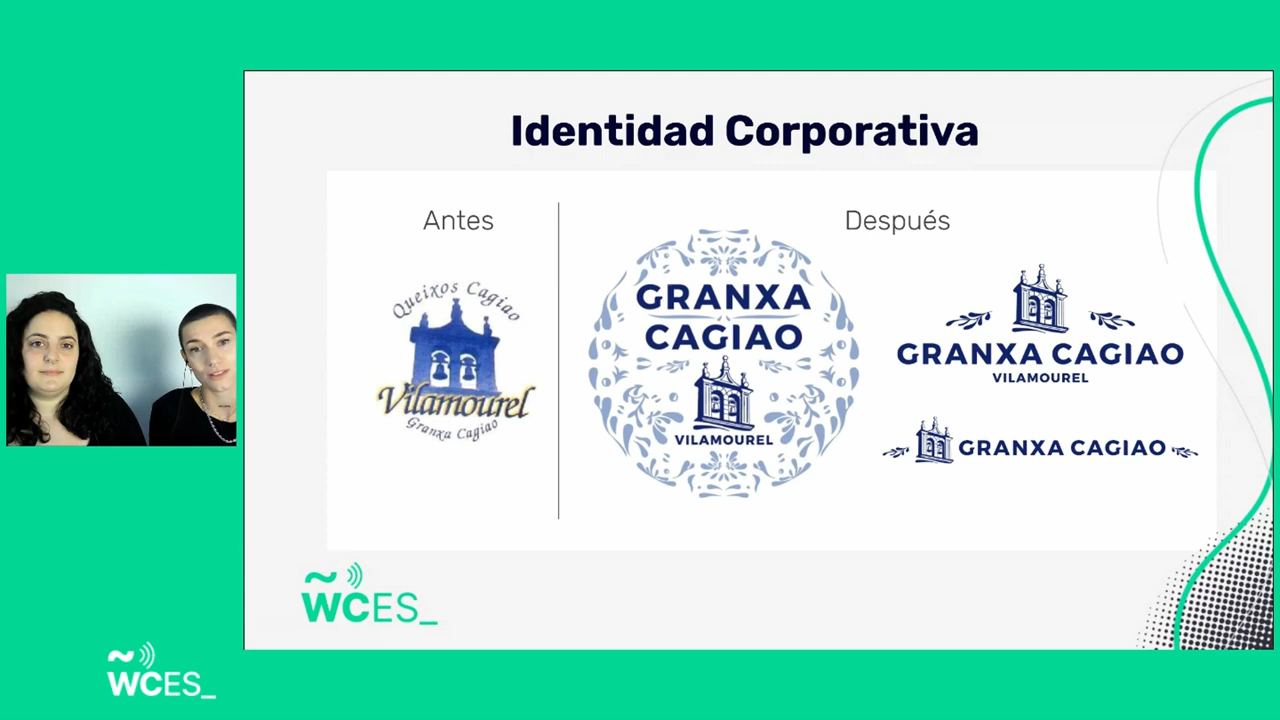 Identidad Corporativa
Antes
Queixos Cagiao
Vilamourel
Granxa Cagiao
Después
GRANXA
CAGIAO
VILAMOUREL
GRANXA CAGIAO
VILAMOUREL
GRANXA CAGIAO
~
WCES_
~
WCES_